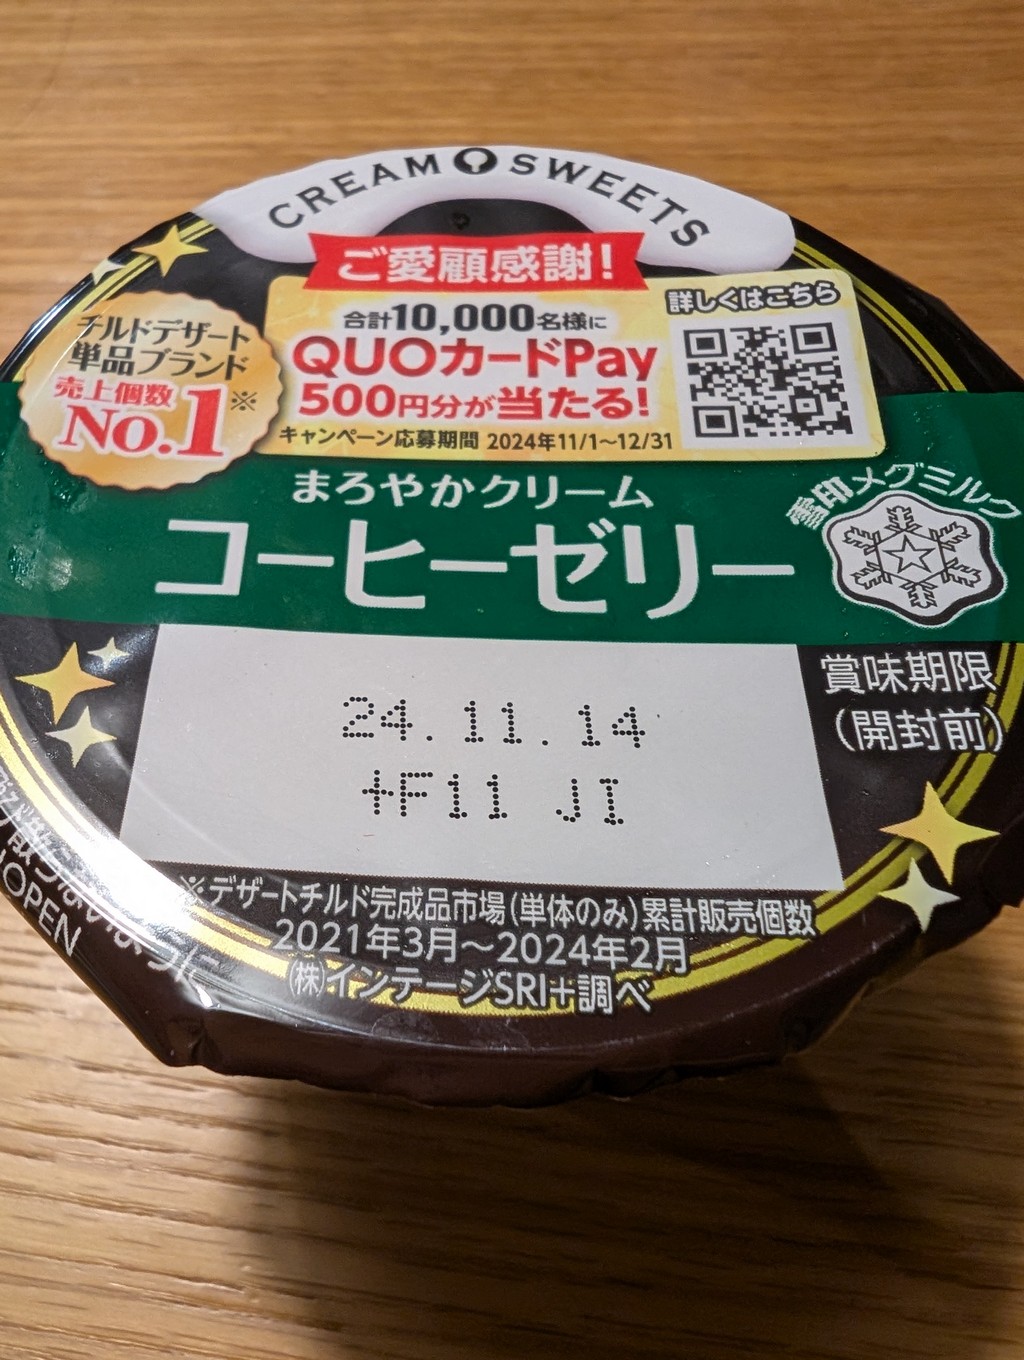 CREAM SWEETS
ご愛顧感謝!
合計10,000名様に
QUOカードPay
500円分が当たる!
キャンペーン応募期間 2024年11/1~12/31
詳しくはこちら
チルドデザート
単品ブランド
売上個数※
No.1
まろやかクリーム
コーヒーゼリー
雪印メグミルク
賞味期限
(開封前)
24.11.14
+F11 JI
※デザートチルド完成品市場(単体のみ)累計販売個数
2021年3月~2024年2月
(株)インテージSRI+調べ
OPEN